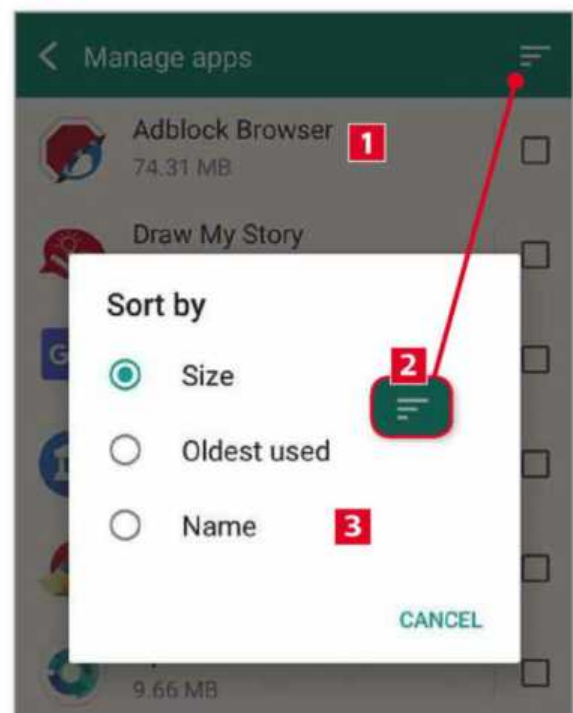 Manage apps
Adblock Browser
1
74.31 MB
Draw My Story
Sort by
2
Size
G
Oldest used
Name
3
CANCEL
9.66 MB